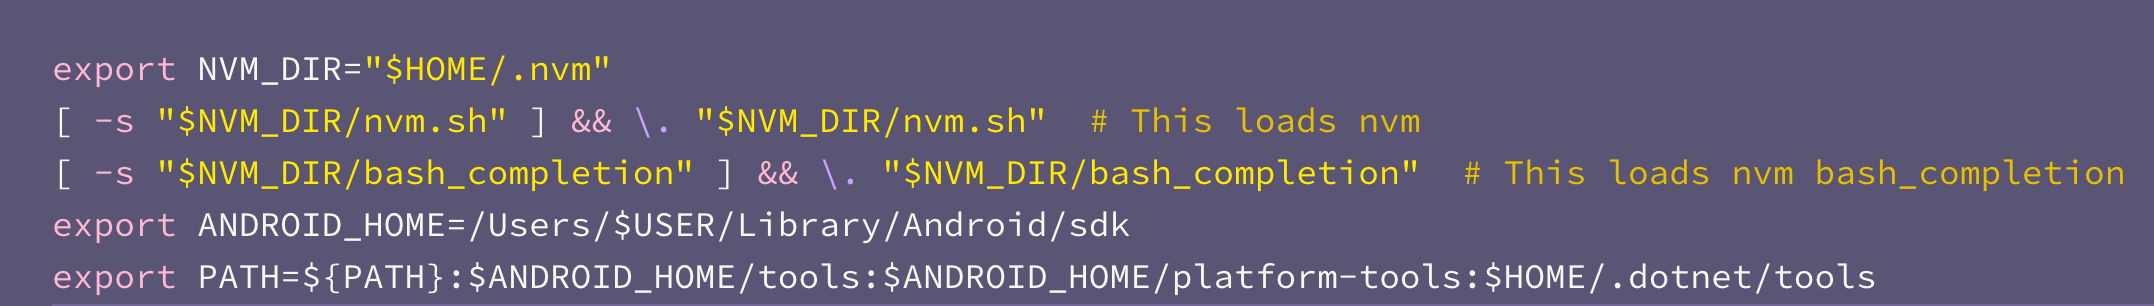 export NVM_DIR="$HOME/.nvm"
[ -s "$NVM_DIR/nvm.sh" ] && \. "$NVM_DIR/nvm.sh"  # This loads nvm
[ -s "$NVM_DIR/bash_completion" ] && \. "$NVM_DIR/bash_completion"  # This loads nvm bash_completion
export ANDROID_HOME=/Users/$USER/Library/Android/sdk
export PATH=${PATH}:$ANDROID_HOME/tools:$ANDROID_HOME/platform-tools:$HOME/.dotnet/tools